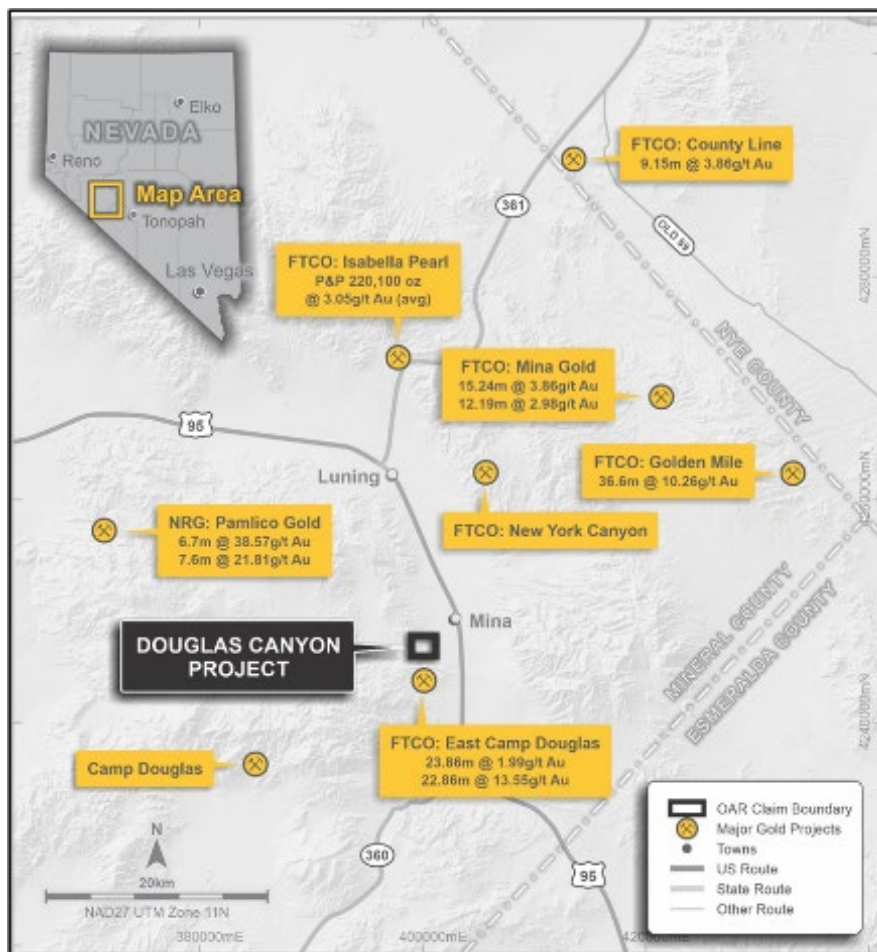 Elko
NEVADA
Reno
Map Area
Tonopah
Las Vegas
FTCO: County Line
9.15m @ 3.86g/t Au
361
OLD 89
4280000mN
FTCO: Isabella Pearl
P&P 220,100 oz
@ 3.05g/t Au (avg)
FTCO: Mina Gold
15.24m @ 3.86g/t Au
12.19m @ 2.98g/t Au
NYE COUNTY
95
Luning
FTCO: Golden Mile
36.6m @ 10.26g/t Au
FTCO: New York Canyon
NRG: Pamlico Gold
6.7m @ 38.57g/t Au
7.6m @ 21.81g/t Au
Mina
DOUGLAS CANYON
PROJECT
MINERAL COUNTY
ESMERALDA COUNTY
4240000mN
FTCO: East Camp Douglas
23.86m @ 1.99g/t Au
22.86m @ 13.55g/t Au
Camp Douglas
N
20km
NAD27 UTM Zone 11N
360
95
OAR Claim Boundary
Major Gold Projects
Towns
US Route
State Route
Other Route
380000mE
400000mE